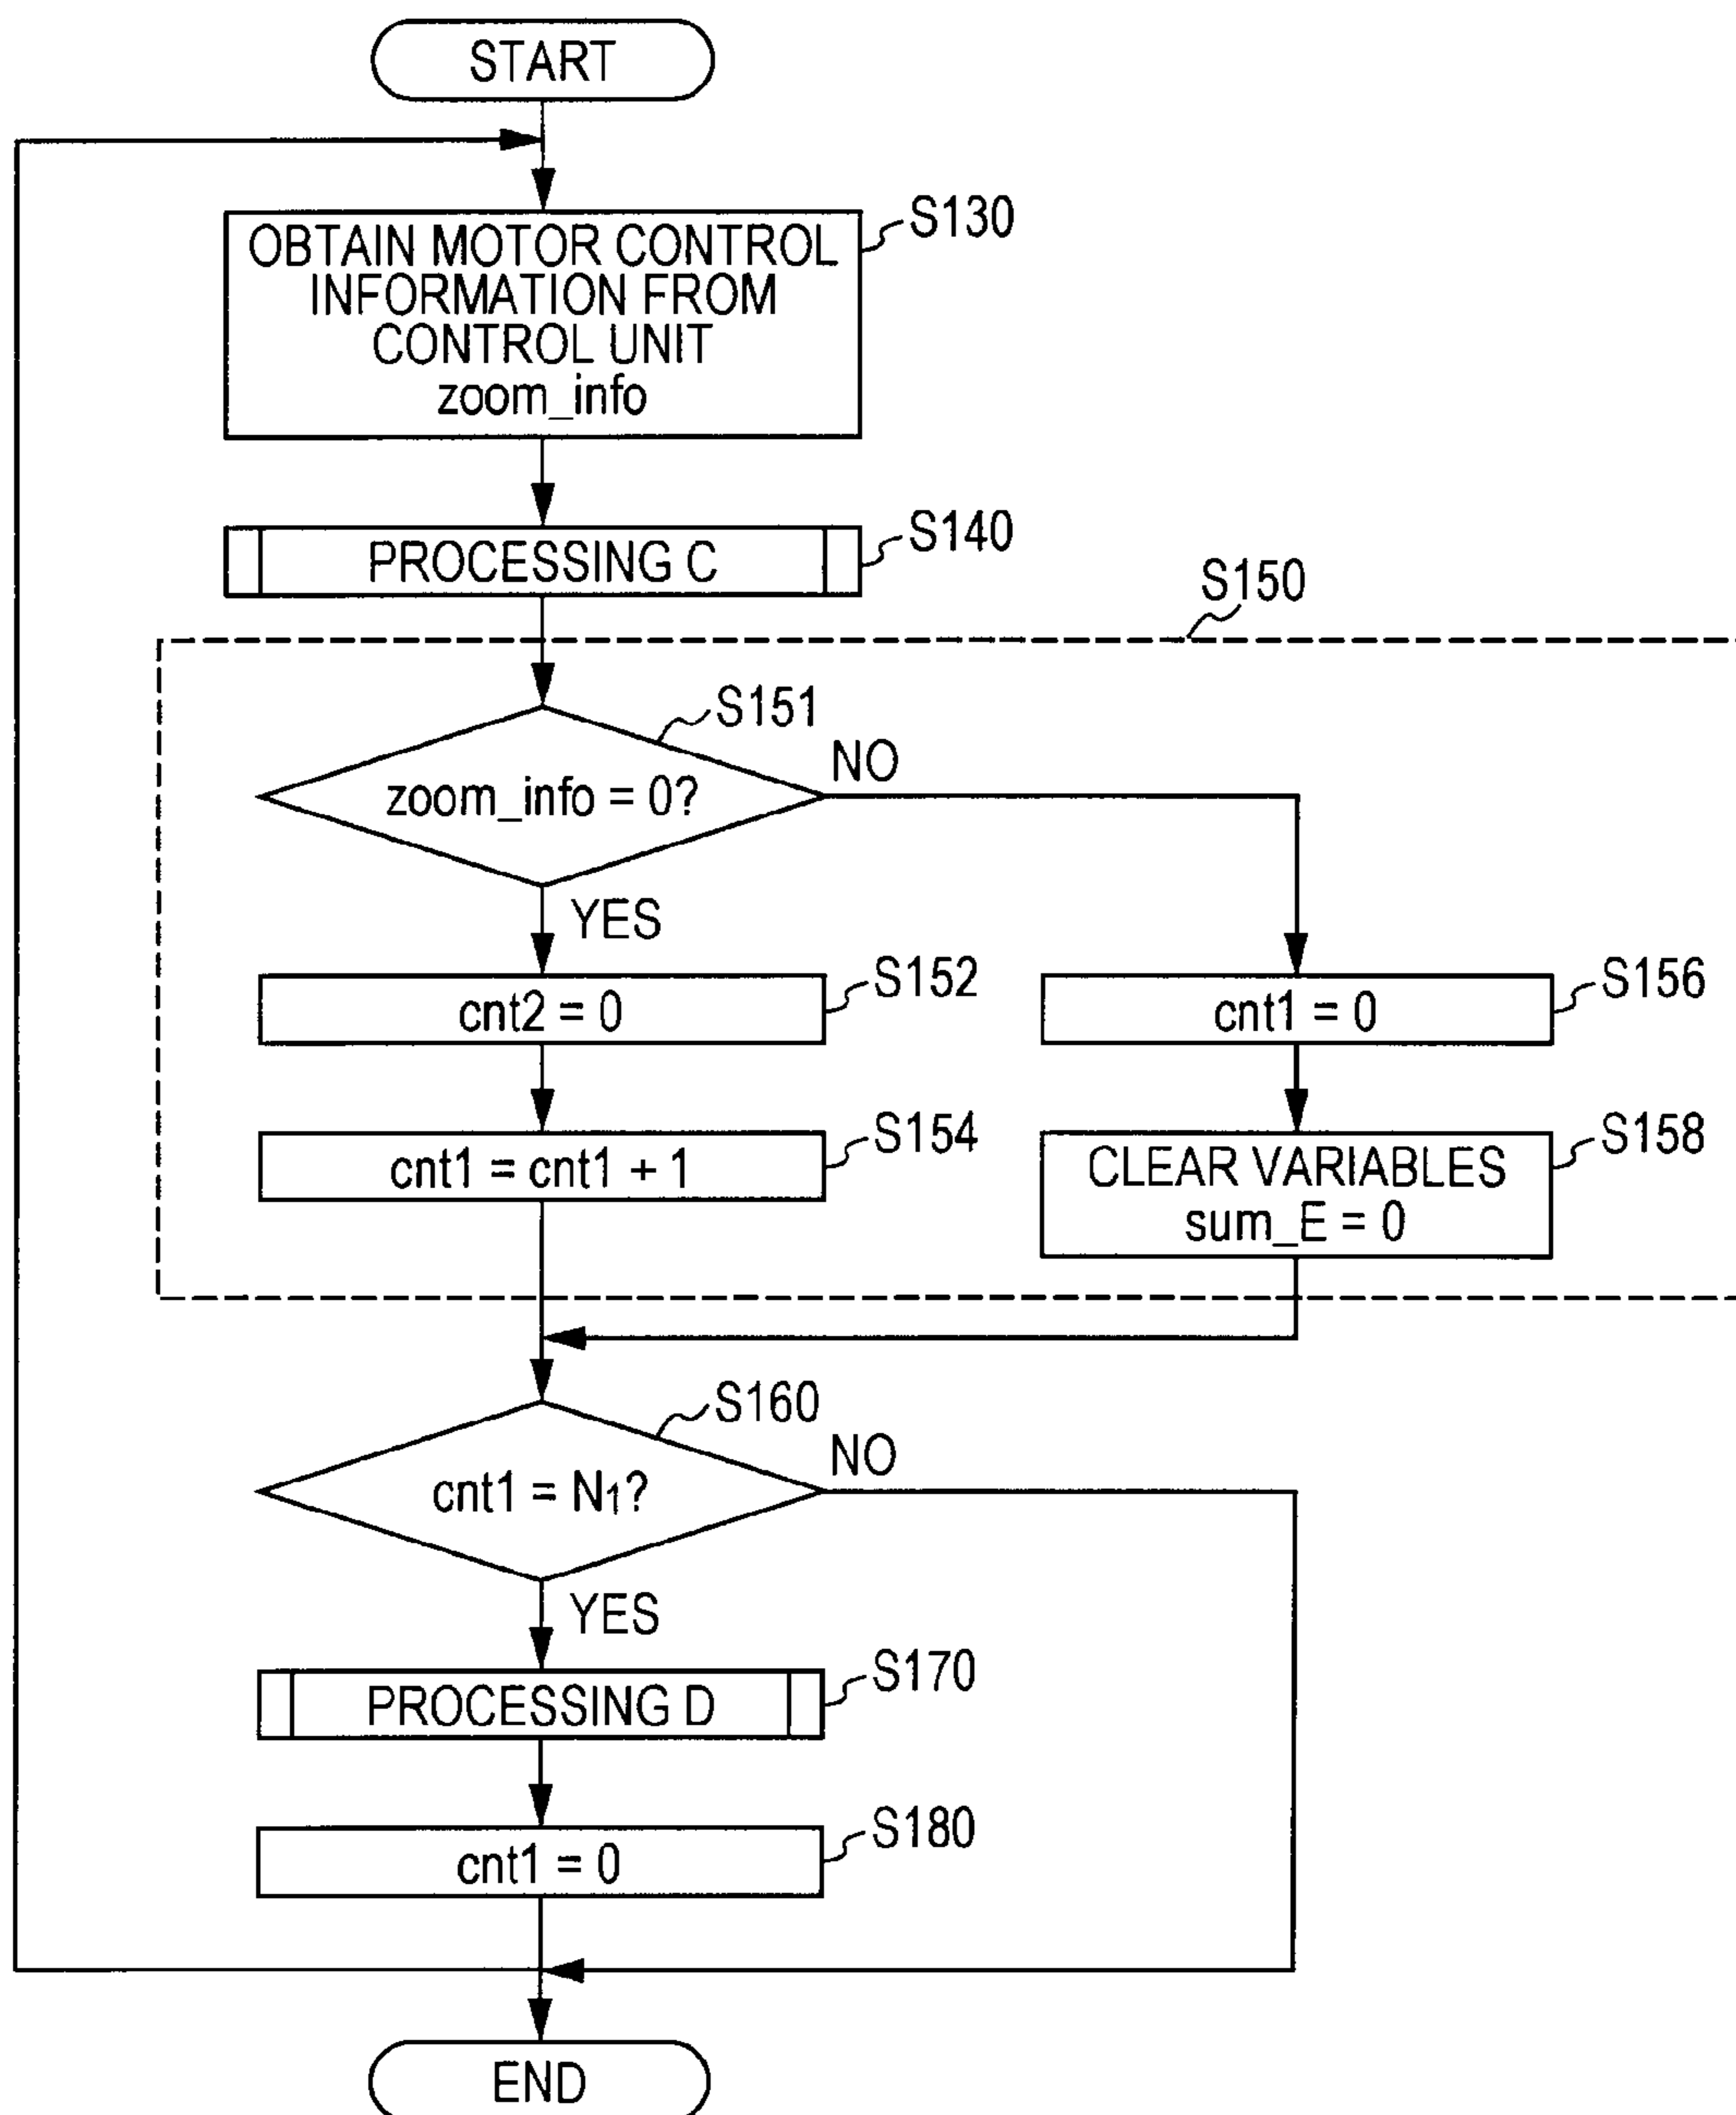 START
S130
OBTAIN MOTOR CONTROL
INFORMATION FROM
CONTROL UNIT
zoom_info
S140
PROCESSING C
S150
S151
zoom_info = 0?
NO
YES
S152
cnt2 = 0
S156
cnt1 = 0
S154
cnt1 = cnt1 + 1
S158
CLEAR VARIABLES
sum_E = 0
S160
cnt1 = N₁?
NO
YES
S170
PROCESSING D
S180
cnt1 = 0
END